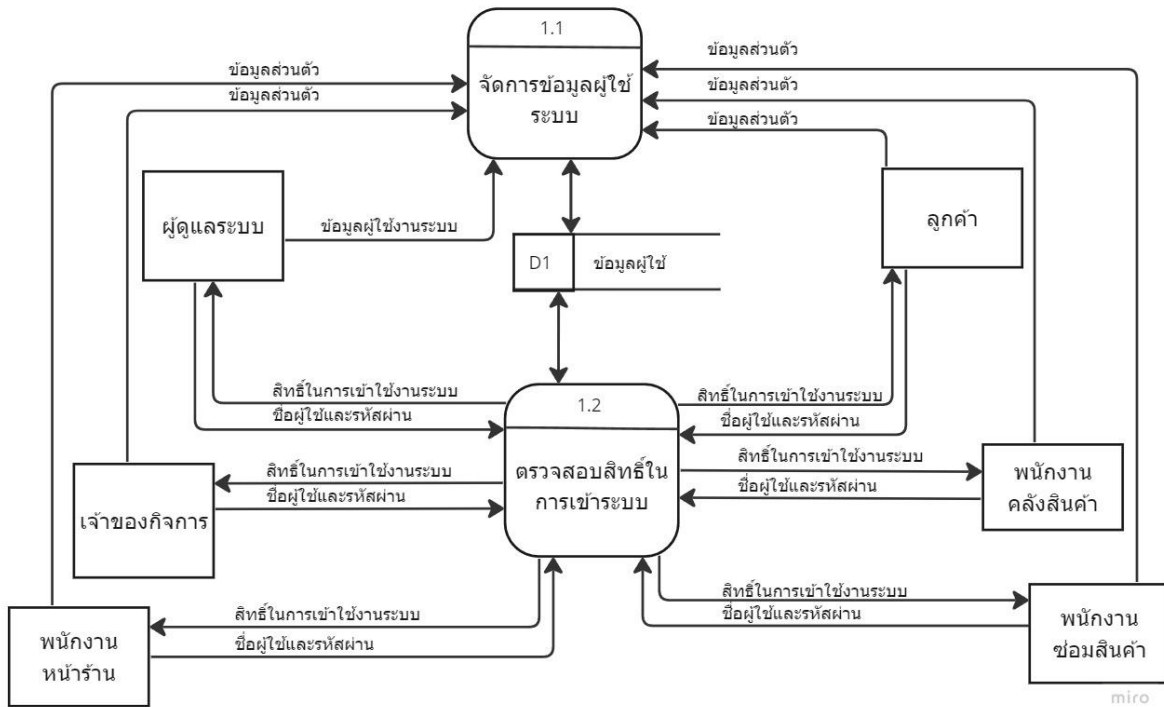 1.1
จัดการข้อมูลผู้ใช้
ระบบ
ข้อมูลส่วนตัว
ข้อมูลส่วนตัว
ข้อมูลส่วนตัว
ข้อมูลส่วนตัว
ข้อมูลส่วนตัว
ผู้ดูแลระบบ
ข้อมูลผู้ใช้งานระบบ
ลูกค้า
D1 ข้อมูลผู้ใช้
สิทธิ์ในการเข้าใช้งานระบบ
ชื่อผู้ใช้และรหัสผ่าน
1.2
ตรวจสอบสิทธิ์ใน
การเข้าระบบ
สิทธิ์ในการเข้าใช้งานระบบ
ชื่อผู้ใช้และรหัสผ่าน
เจ้าของกิจการ
สิทธิ์ในการเข้าใช้งานระบบ
ชื่อผู้ใช้และรหัสผ่าน
สิทธิ์ในการเข้าใช้งานระบบ
ชื่อผู้ใช้และรหัสผ่าน
พนักงาน
คลังสินค้า
พนักงาน
หน้าร้าน
สิทธิ์ในการเข้าใช้งานระบบ
ชื่อผู้ใช้และรหัสผ่าน
สิทธิ์ในการเข้าใช้งานระบบ
ชื่อผู้ใช้และรหัสผ่าน
พนักงาน
ซ่อมสินค้า
miro